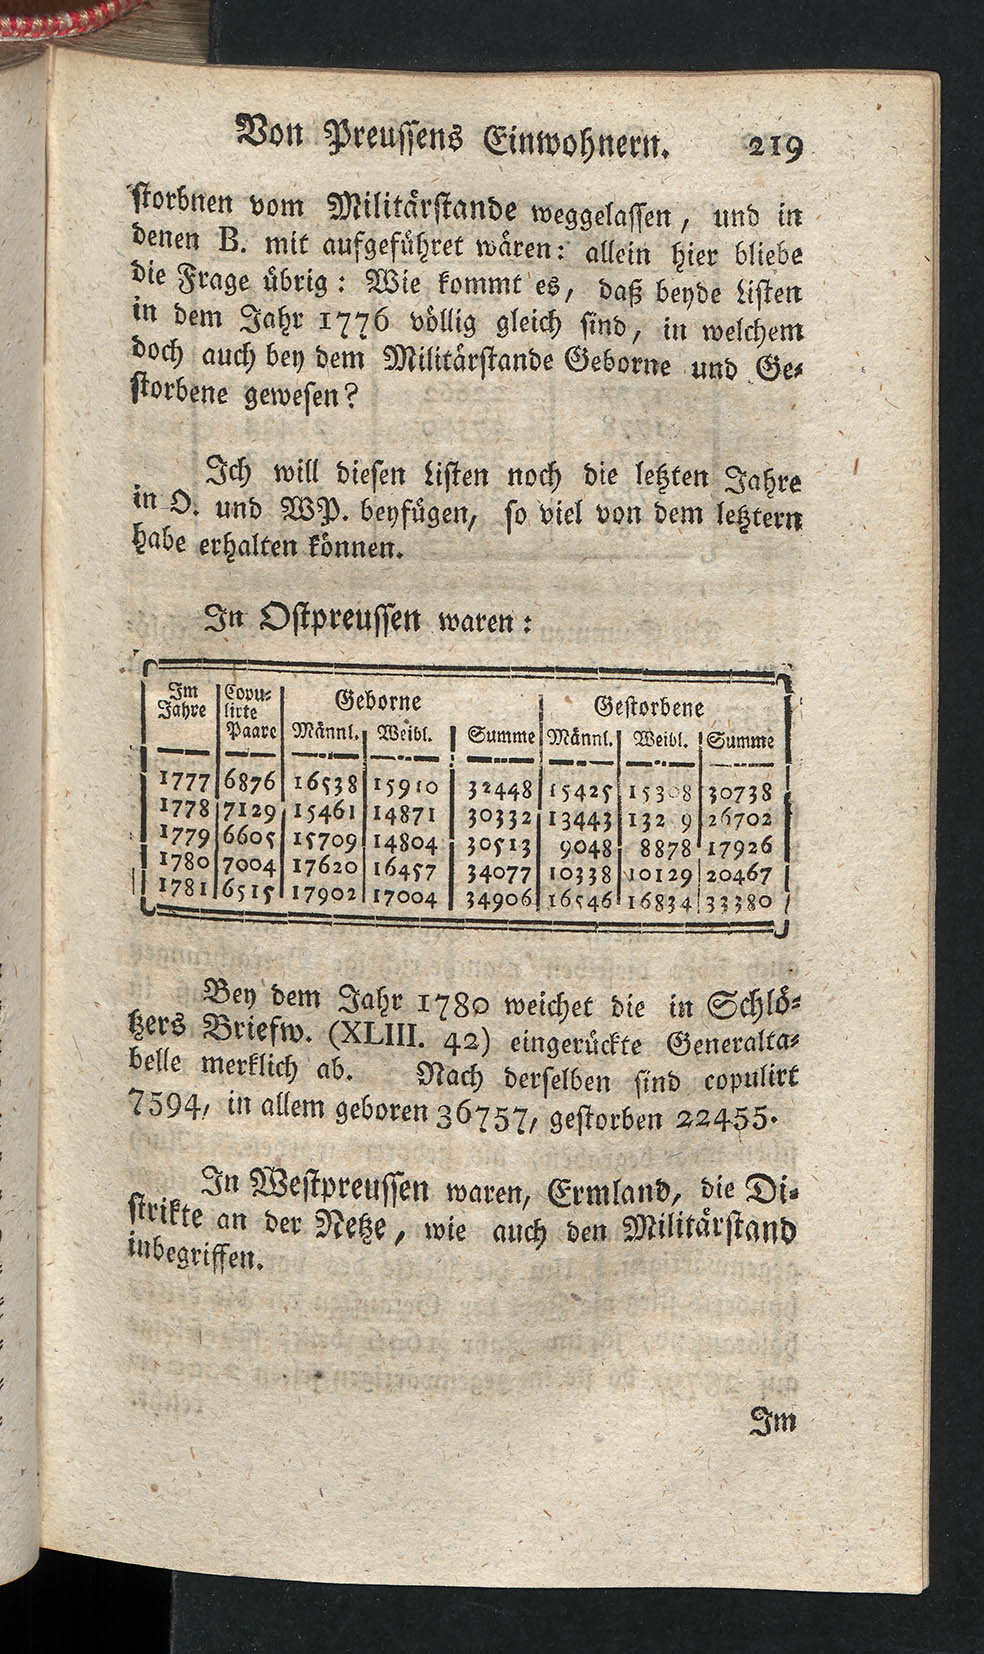 Von Preussens Einwohnern. 219
storbnen vom Militärstande weggelassen, und in
denen B. mit aufgeführet wären: allein hier bliebe
die Frage übrig: Wie kommt es, daß beyde Listen
in dem Jahr 1776 völlig gleich sind, in welchem
doch auch bey dem Militärstande Geborne und Ge-
storbene gewesen?
Ich will diesen Listen noch die letzten Jahre
in O. und WP. beyfügen, so viel von dem letztern
habe erhalten können.
In Ostpreussen waren:
Im Copu- Geborne Gestorbene
Jahre lirte
Paare Männl. Weibl. Summe Männl. Weibl. Summe
1777 6876 16538 15910 32448 15425 30738
1778 7129 15461 14871 30332 13443 26702
1779 6605 15709 14804 30513 9048 8878 17926
1780 7004 17620 16457 34077 10338 10129 20467
1781 6515 17902 17004 34906 16546 16834 33380
Bey dem Jahr 1780 weichet die in Schlö-
tzers Briefw. (XLIII. 42) eingerückte Generalta-
belle merklich ab. Nach derselben sind copulirt
7594, in allem geboren 36757, gestorben 22455.
In Westpreussen waren, Ermland, die Di-
strikte an der Netze, wie auch den Militärstand
inbegriffen.
Im